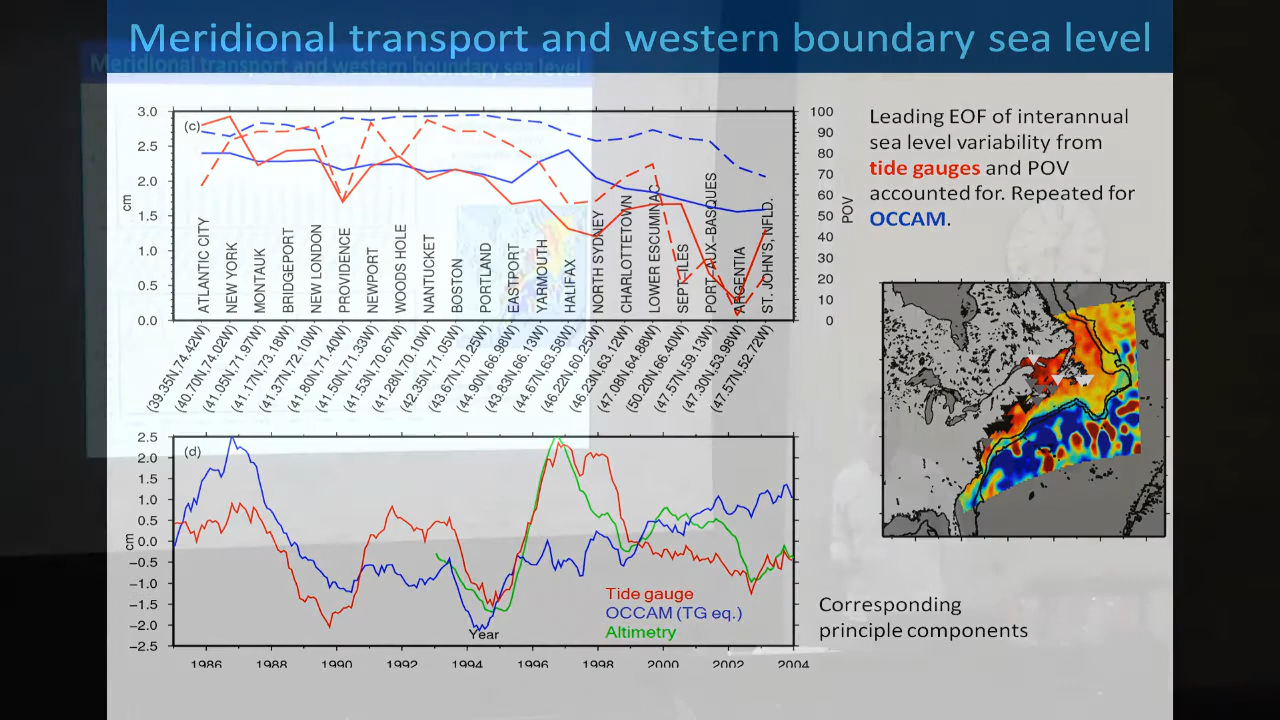 Meridional transport and western boundary sea level
Meridional transport and western boundary sea level
(c)
3.0
2.5
2.0
1.5
1.0
0.5
0.0
cm
100
90
80
70
60
50
40
30
20
10
0
POV
ATLANTIC CITY
NEW YORK
MONTAUK
BRIDGEPORT
NEW LONDON
PROVIDENCE
NEWPORT
WOODS HOLE
NANTUCKET
BOSTON
PORTLAND
EASTPORT
YARMOUTH
HALIFAX
NORTH SYDNEY
CHARLOTTETOWN
LOWER ESCUMINAC
SEPT-ILES
PORT-AUX-BASQUES
ARGENTIA
ST. JOHN'S, NFLD.
(39.35N,74.42W)
(40.70N,74.02W)
(41.05N,71.97W)
(41.17N,73.18W)
(41.37N,72.10W)
(41.80N,71.40W)
(41.50N,71.33W)
(41.53N,70.67W)
(41.28N,70.10W)
(42.35N,71.05W)
(43.67N,70.25W)
(44.90N,66.98W)
(43.83N,66.13W)
(44.67N,63.58W)
(46.22N,60.25W)
(46.23N,63.12W)
(47.08N,64.88W)
(50.20N,66.40W)
(47.57N,59.13W)
(47.30N,53.98W)
(47.57N,52.72W)
Leading EOF of interannual
sea level variability from
tide gauges and POV
accounted for. Repeated for
OCCAM.
(d)
2.5
2.0
1.5
1.0
0.5
0.0
−0.5
−1.0
−1.5
−2.0
−2.5
cm
Tide gauge
OCCAM (TG eq.)
Altimetry
Year
1986
1988
1990
1992
1994
1996
1998
2000
2002
2004
Corresponding
principle components